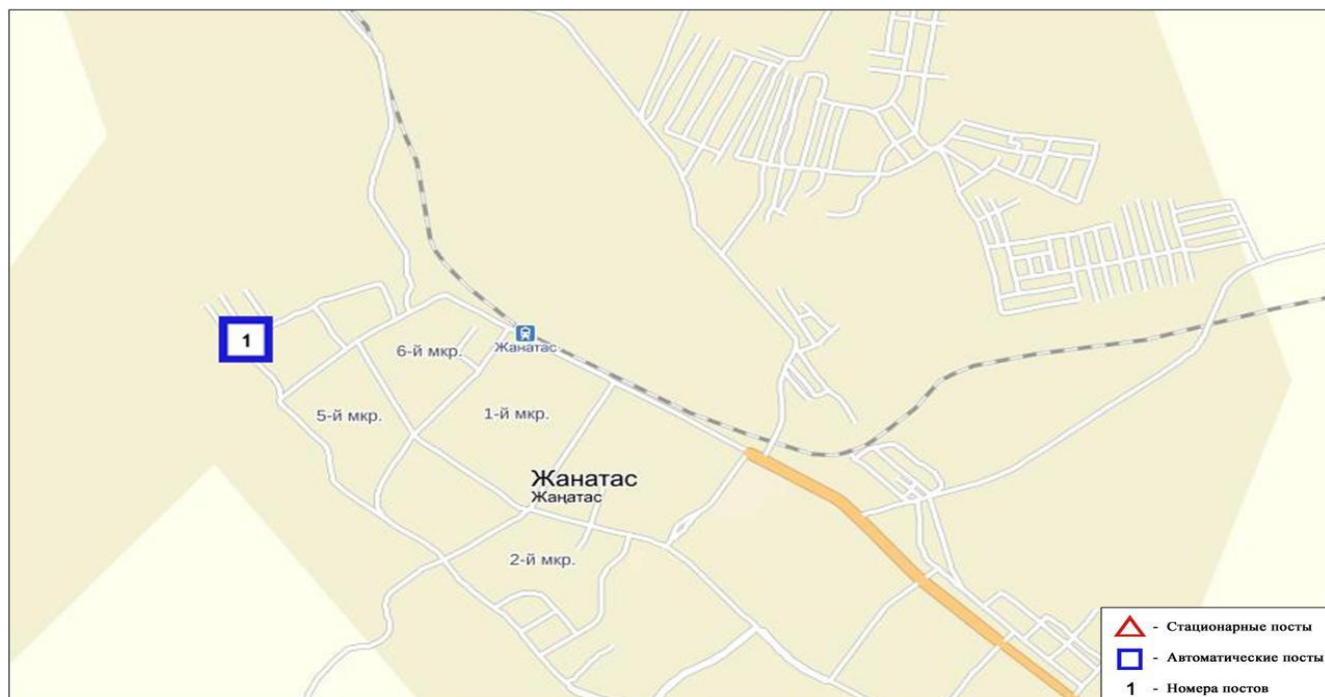 1
6-й мкр.
Жанатас
5-й мкр.
1-й мкр.
Жанатас
Жаңатас
2-й мкр.
- Стационарные посты
- Автоматические посты
1 - Номера постов